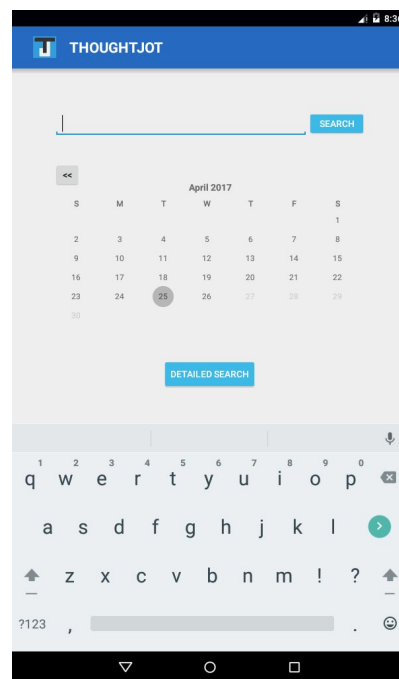 8:30
THOUGHTJOT
SEARCH
<<
April 2017
S M T W T F S
1
2 3 4 5 6 7 8
9 10 11 12 13 14 15
16 17 18 19 20 21 22
23 24 25 26 27 28 29
30
DETAILED SEARCH
1 2 3 4 5 6 7 8 9 0
q w e r t y u i o p
a s d f g h j k l
z x c v b n m ! ?
?123 , .